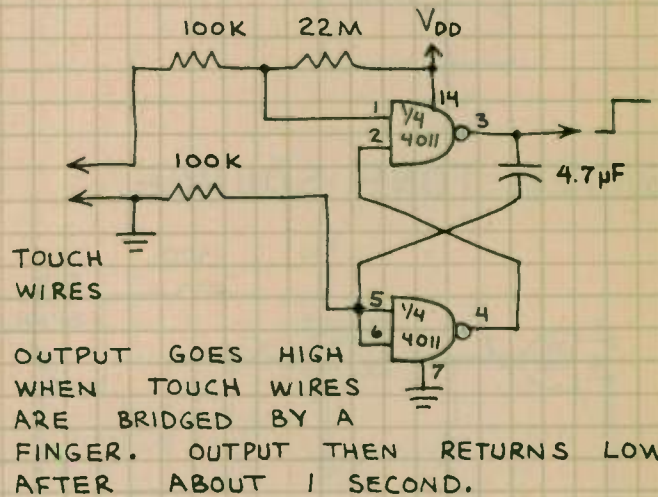 100K 22M VDD
14
1 1/4 3
2 4011
100K 4.7µF
TOUCH
WIRES
5 1/4 4
6 4011
7
OUTPUT GOES HIGH
WHEN TOUCH WIRES
ARE BRIDGED BY A
FINGER. OUTPUT THEN RETURNS LOW
AFTER ABOUT 1 SECOND.